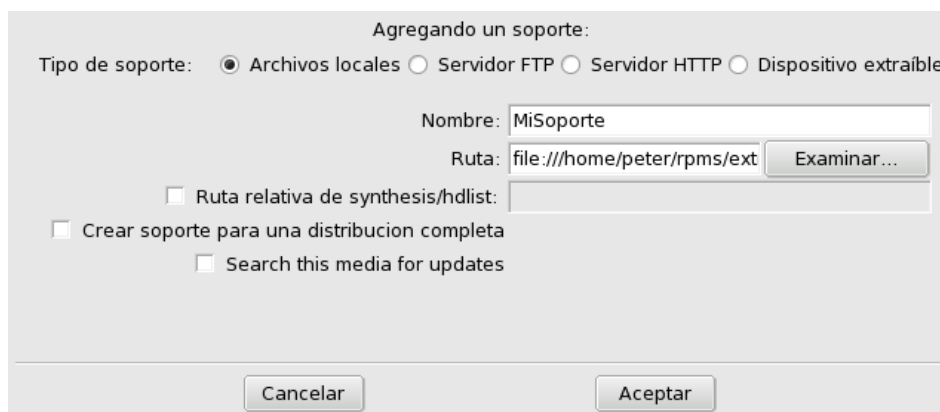 Agregando un soporte:
Tipo de soporte: Archivos locales Servidor FTP Servidor HTTP Dispositivo extraíble
Nombre: MiSoporte
Ruta: file:///home/peter/rpms/ext Examinar...
Ruta relativa de synthesis/hdlist:
Crear soporte para una distribucion completa
Search this media for updates
Cancelar Aceptar